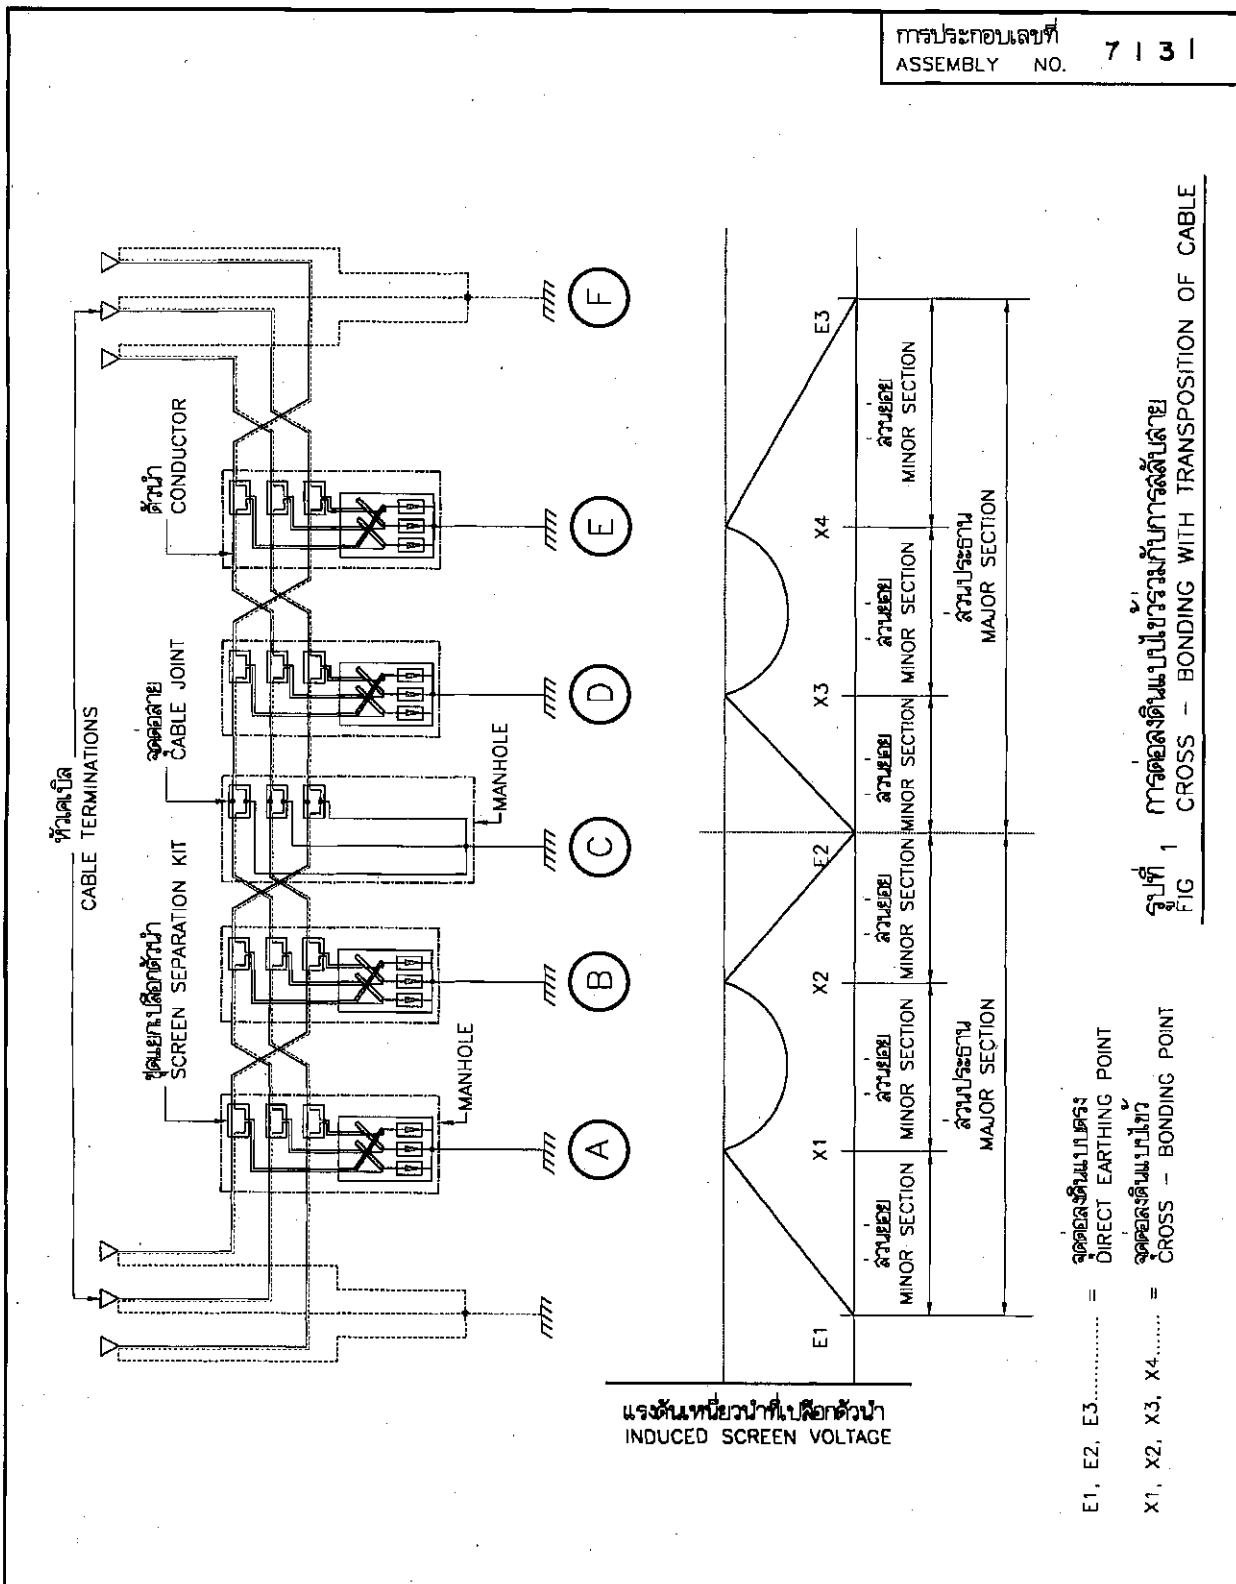 การประกอบเลขที่
ASSEMBLY NO. 7131
หัวเคเบิล
CABLE TERMINATIONS
ชุดแยกเปลือกตัวนำ
SCREEN SEPARATION KIT
จุดต่อสาย
CABLE JOINT
ตัวนำ
CONDUCTOR
MANHOLE
MANHOLE
A
B
C
D
E
F
แรงดันเหนี่ยวนำที่เปลือกตัวนำ
INDUCED SCREEN VOLTAGE
E1
X1
X2
E2
X3
X4
E3
ส่วนย่อย
MINOR SECTION
ส่วนย่อย
MINOR SECTION
ส่วนย่อย
MINOR SECTION
ส่วนย่อย
MINOR SECTION
ส่วนย่อย
MINOR SECTION
ส่วนย่อย
MINOR SECTION
ส่วนประธาน
MAJOR SECTION
ส่วนประธาน
MAJOR SECTION
E1, E2, E3............. = จุดต่อลงดินแบบตรง
DIRECT EARTHING POINT
X1, X2, X3, X4....... = จุดต่อลงดินแบบไขว้
CROSS - BONDING POINT
รูปที่ 1 การต่อลงดินแบบไขว้รวมกับการสลับสาย
FIG 1 CROSS - BONDING WITH TRANSPOSITION OF CABLE